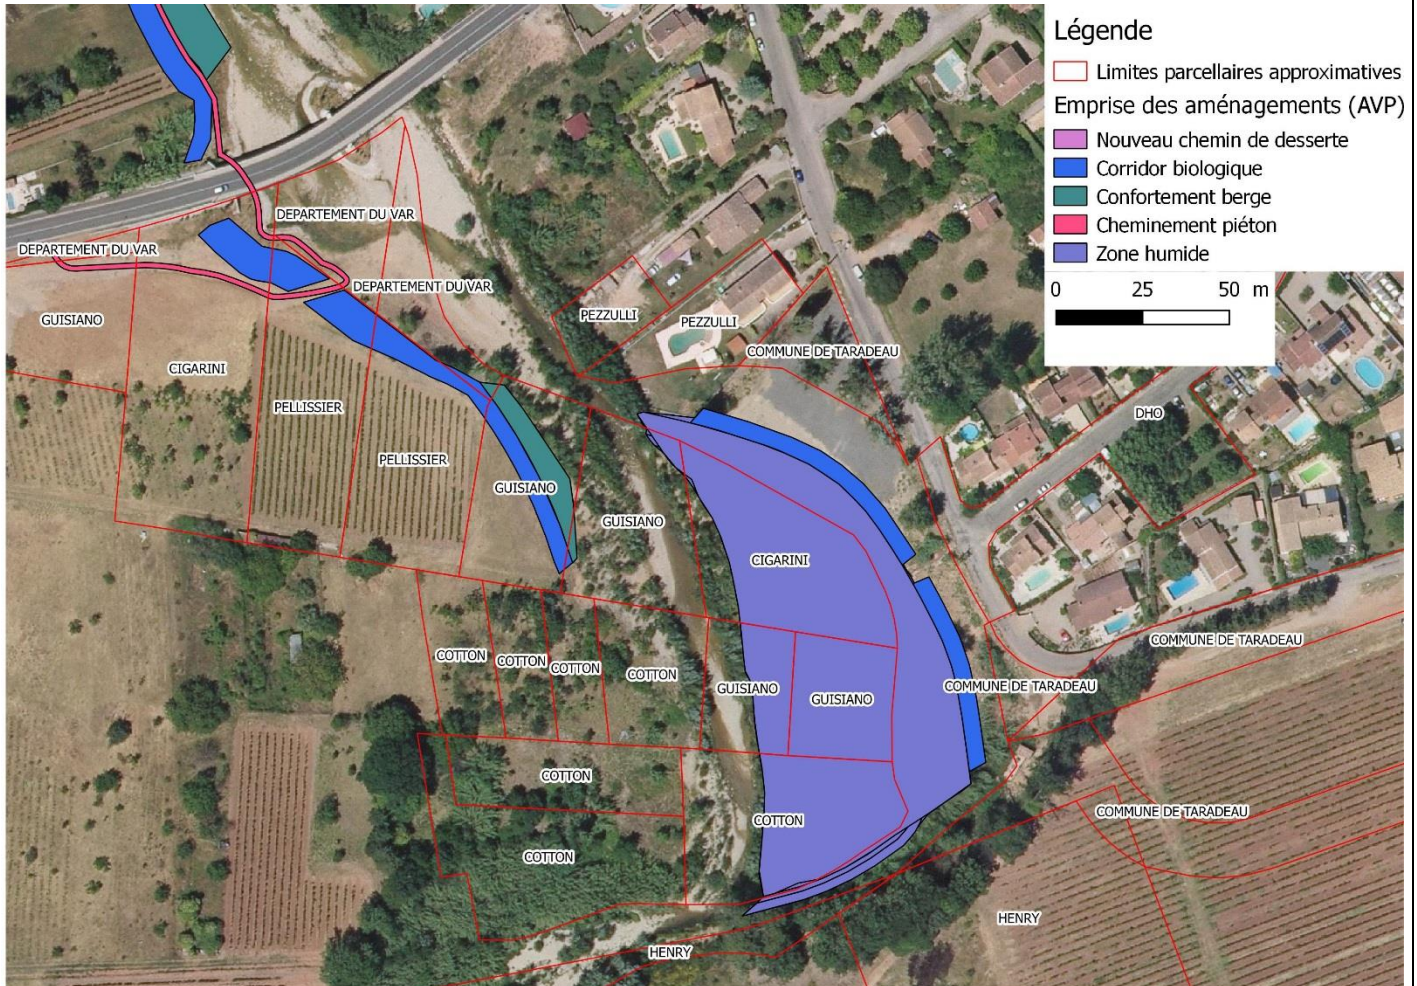 Légende
Limites parcellaires approximatives
Emprise des aménagements (AVP)
Nouveau chemin de desserte
Corridor biologique
Confortement berge
Cheminement piéton
Zone humide
0 25 50 m
DEPARTEMENT DU VAR
DEPARTEMENT DU VAR
DEPARTEMENT DU VAR
GUISIANO
PEZZULLI
PEZZULLI
COMMUNE DE TARADEAU
CIGARINI
PELLISSIER
DHO
PELLISSIER
GUISIANO
GUISIANO
CIGARINI
COMMUNE DE TARADEAU
COTTON
COTTON
COTTON
COTTON
GUISIANO
GUISIANO
COMMUNE DE TARADEAU
COTTON
COMMUNE DE TARADEAU
COTTON
COTTON
HENRY
HENRY